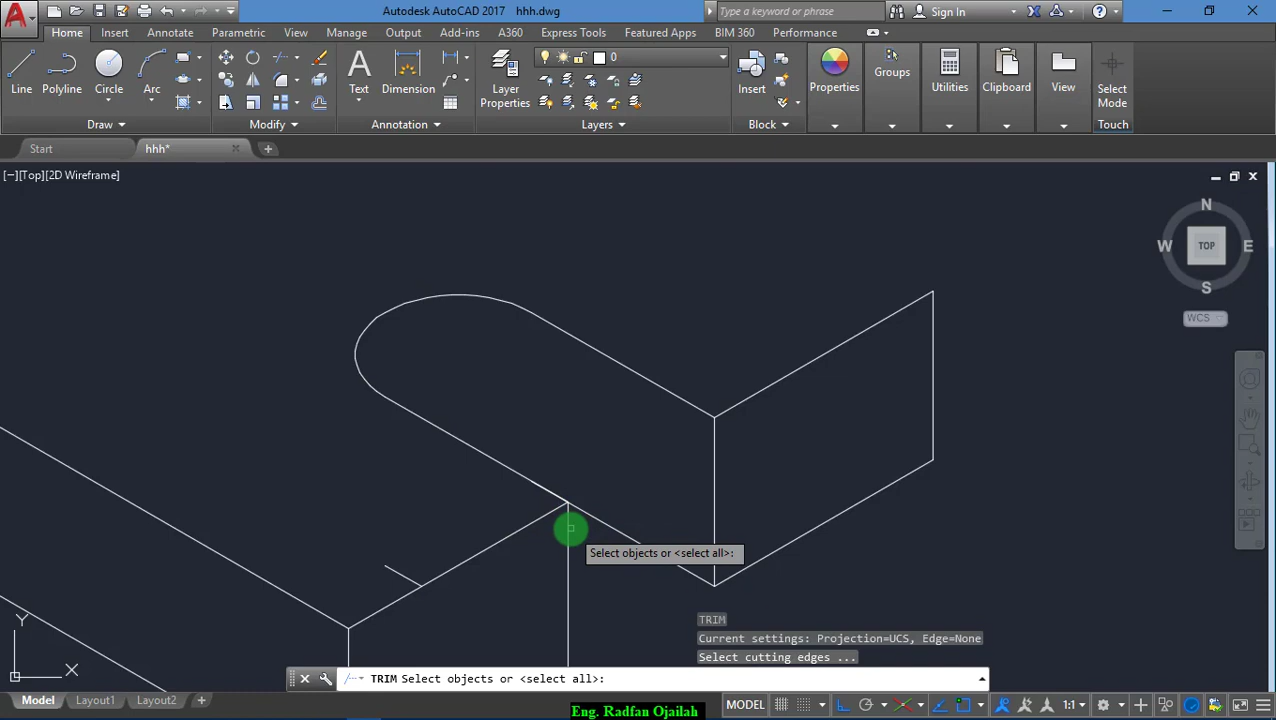 Autodesk AutoCAD 2017 hhh.dwg
Type a keyword or phrase
Sign In
Home Insert Annotate Parametric View Manage Output Add-ins A360 Express Tools Featured Apps BIM 360 Performance
Line Polyline Circle Arc
Text Dimension
Layer Properties
0
Insert
Properties Groups Utilities Clipboard View
Select Mode
Draw Modify Annotation Layers Block Touch
Start hhh*
[−][Top][2D Wireframe]
N
W TOP E
S
WCS
Select objects or <select all>:
TRIM
Current settings: Projection=UCS, Edge=None
Select cutting edges ...
Y
X
TRIM Select objects or <select all>:
Model Layout1 Layout2
MODEL 1:1
Eng. Radfan Ojailah